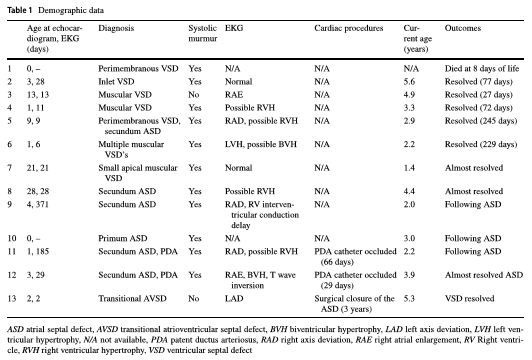 Table 1 Demographic data
Age at echocardiogram, EKG (days) Diagnosis Systolic murmur EKG Cardiac procedures Current age (years) Outcomes
1 0, – Perimembranous VSD Yes N/A N/A N/A Died at 8 days of life
2 3, 28 Inlet VSD Yes Normal N/A 5.6 Resolved (77 days)
3 13, 13 Muscular VSD No RAE N/A 4.9 Resolved (27 days)
4 1, 11 Muscular VSD Yes Possible RVH N/A 3.3 Resolved (72 days)
5 9, 9 Perimembranous VSD, secundum ASD Yes RAD, possible RVH N/A 2.9 Resolved (245 days)
6 1, 6 Multiple muscular VSD's Yes LVH, possible BVH N/A 2.2 Resolved (229 days)
7 21, 21 Small apical muscular VSD Yes Normal N/A 1.4 Almost resolved
8 28, 28 Secundum ASD Yes Possible RVH N/A 4.4 Almost resolved
9 4, 371 Secundum ASD Yes RAD, RV interventricular conduction delay N/A 2.0 Following ASD
10 0, – Primum ASD Yes N/A N/A 3.0 Following ASD
11 1, 185 Secundum ASD, PDA Yes RAD, possible RVH PDA catheter occluded (66 days) 2.2 Following ASD
12 3, 29 Secundum ASD, PDA Yes RAE, BVH, T wave inversion PDA catheter occluded (29 days) 3.9 Almost resolved ASD
13 2, 2 Transitional AVSD No LAD Surgical closure of the ASD (3 years) 5.3 VSD resolved
ASD atrial septal defect, AVSD transitional atrioventricular septal defect, BVH biventricular hypertrophy, LAD left axis deviation, LVH left ven-
tricular hypertrophy, N/A not available, PDA patent ductus arteriosus, RAD right axis deviation, RAE right atrial enlargement, RV Right ventri-
cle, RVH right ventricular hypertrophy, VSD ventricular septal defect